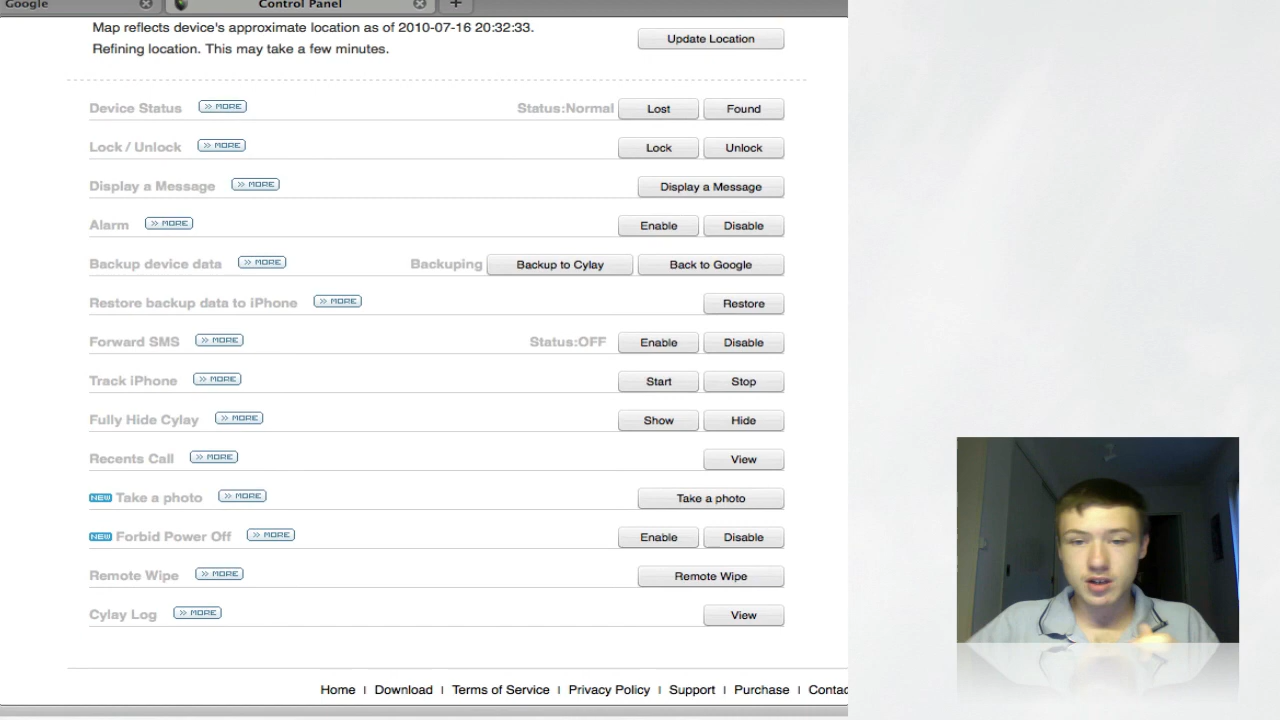 Google
Control Panel
+
Map reflects device's approximate location as of 2010-07-16 20:32:33.
Refining location. This may take a few minutes.
Update Location
Device Status >> MORE Status:Normal Lost Found
Lock / Unlock >> MORE Lock Unlock
Display a Message >> MORE Display a Message
Alarm >> MORE Enable Disable
Backup device data >> MORE Backuping Backup to Cylay Back to Google
Restore backup data to iPhone >> MORE Restore
Forward SMS >> MORE Status:OFF Enable Disable
Track iPhone >> MORE Start Stop
Fully Hide Cylay >> MORE Show Hide
Recents Call >> MORE View
NEW Take a photo >> MORE Take a photo
NEW Forbid Power Off >> MORE Enable Disable
Remote Wipe >> MORE Remote Wipe
Cylay Log >> MORE View
Home | Download | Terms of Service | Privacy Policy | Support | Purchase | Contac